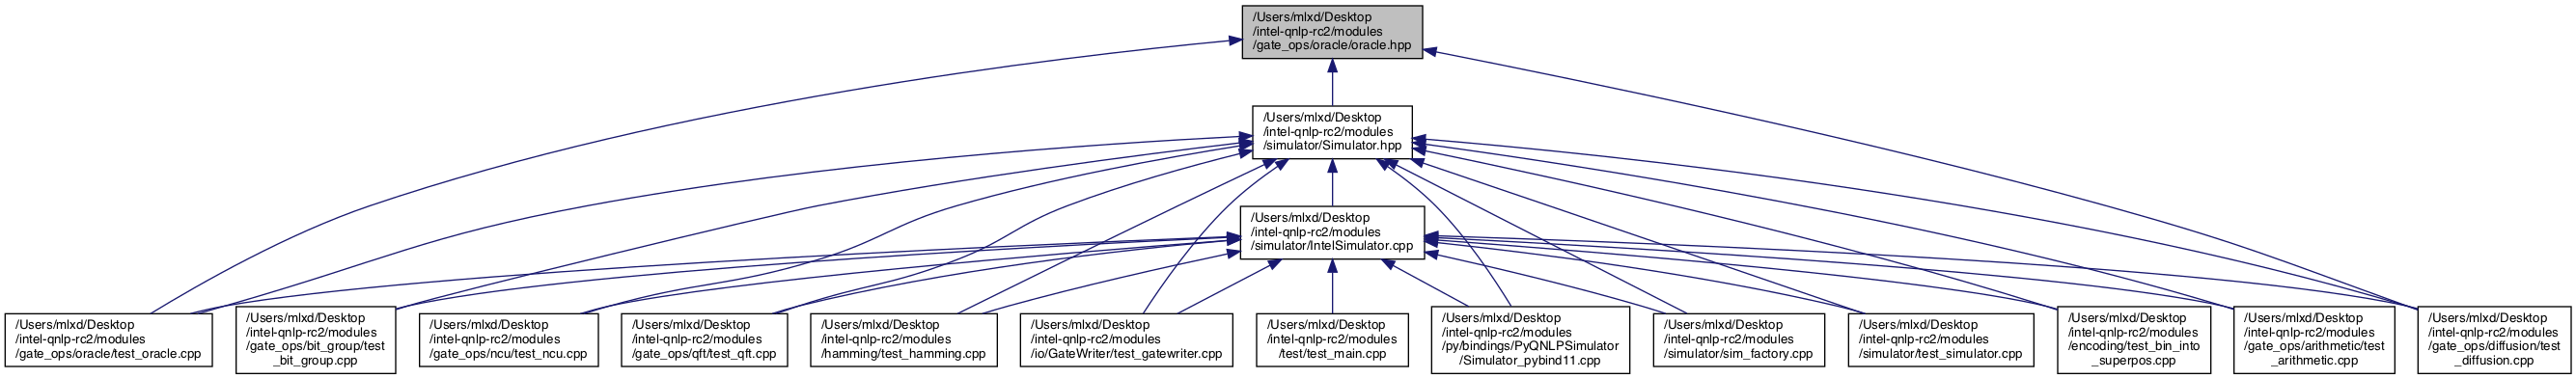 /Users/mlxd/Desktop
/intel-qnlp-rc2/modules
/gate_ops/oracle/oracle.hpp
/Users/mlxd/Desktop
/intel-qnlp-rc2/modules
/simulator/Simulator.hpp
/Users/mlxd/Desktop
/intel-qnlp-rc2/modules
/simulator/IntelSimulator.cpp
/Users/mlxd/Desktop
/intel-qnlp-rc2/modules
/gate_ops/oracle/test_oracle.cpp
/Users/mlxd/Desktop
/intel-qnlp-rc2/modules
/gate_ops/bit_group/test
_bit_group.cpp
/Users/mlxd/Desktop
/intel-qnlp-rc2/modules
/gate_ops/ncu/test_ncu.cpp
/Users/mlxd/Desktop
/intel-qnlp-rc2/modules
/gate_ops/qft/test_qft.cpp
/Users/mlxd/Desktop
/intel-qnlp-rc2/modules
/hamming/test_hamming.cpp
/Users/mlxd/Desktop
/intel-qnlp-rc2/modules
/io/GateWriter/test_gatewriter.cpp
/Users/mlxd/Desktop
/intel-qnlp-rc2/modules
/test/test_main.cpp
/Users/mlxd/Desktop
/intel-qnlp-rc2/modules
/py/bindings/PyQNLPSimulator
/Simulator_pybind11.cpp
/Users/mlxd/Desktop
/intel-qnlp-rc2/modules
/simulator/sim_factory.cpp
/Users/mlxd/Desktop
/intel-qnlp-rc2/modules
/simulator/test_simulator.cpp
/Users/mlxd/Desktop
/intel-qnlp-rc2/modules
/encoding/test_bin_into
_superpos.cpp
/Users/mlxd/Desktop
/intel-qnlp-rc2/modules
/gate_ops/arithmetic/test
_arithmetic.cpp
/Users/mlxd/Desktop
/intel-qnlp-rc2/modules
/gate_ops/diffusion/test
_diffusion.cpp